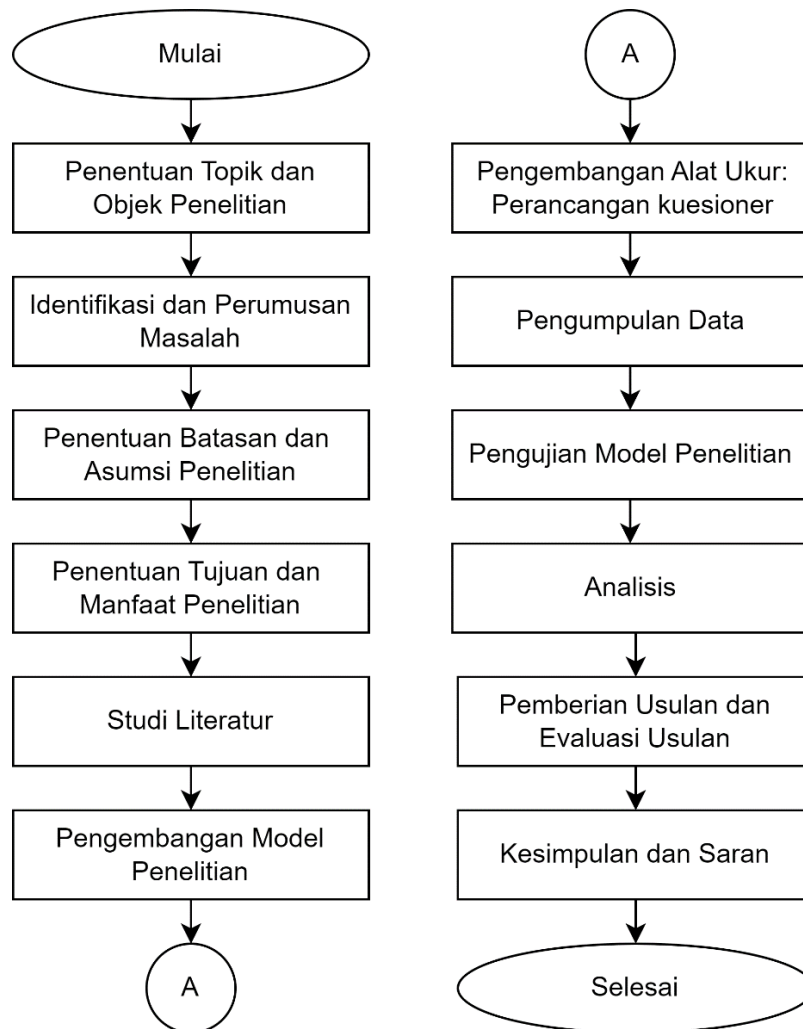 Mulai
Penentuan Topik dan
Objek Penelitian
Identifikasi dan Perumusan
Masalah
Penentuan Batasan dan
Asumsi Penelitian
Penentuan Tujuan dan
Manfaat Penelitian
Studi Literatur
Pengembangan Model
Penelitian
A
A
Pengembangan Alat Ukur:
Perancangan kuesioner
Pengumpulan Data
Pengujian Model Penelitian
Analisis
Pemberian Usulan dan
Evaluasi Usulan
Kesimpulan dan Saran
Selesai